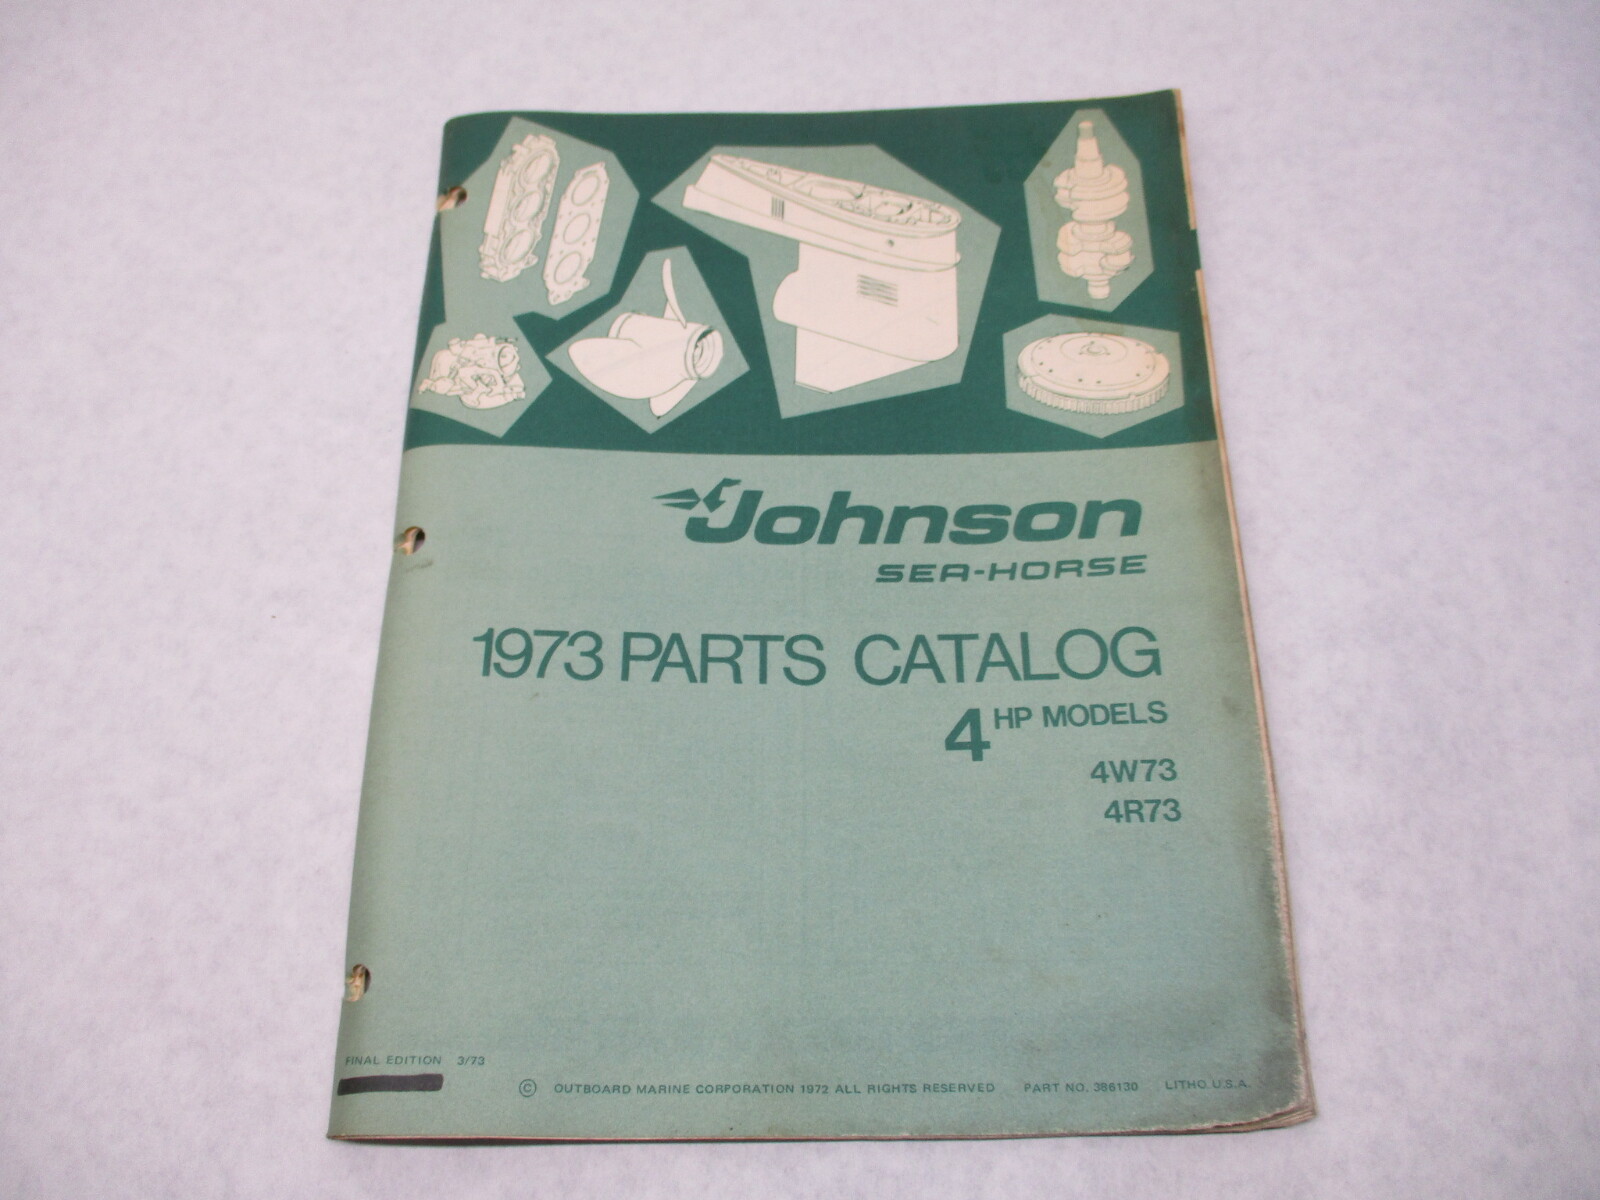 Johnson
SEA-HORSE
1973 PARTS CATALOG
4 HP MODELS
4W73
4R73
FINAL EDITION 3/73
© OUTBOARD MARINE CORPORATION 1972 ALL RIGHTS RESERVED PART NO. 386130 LITHO U.S.A.